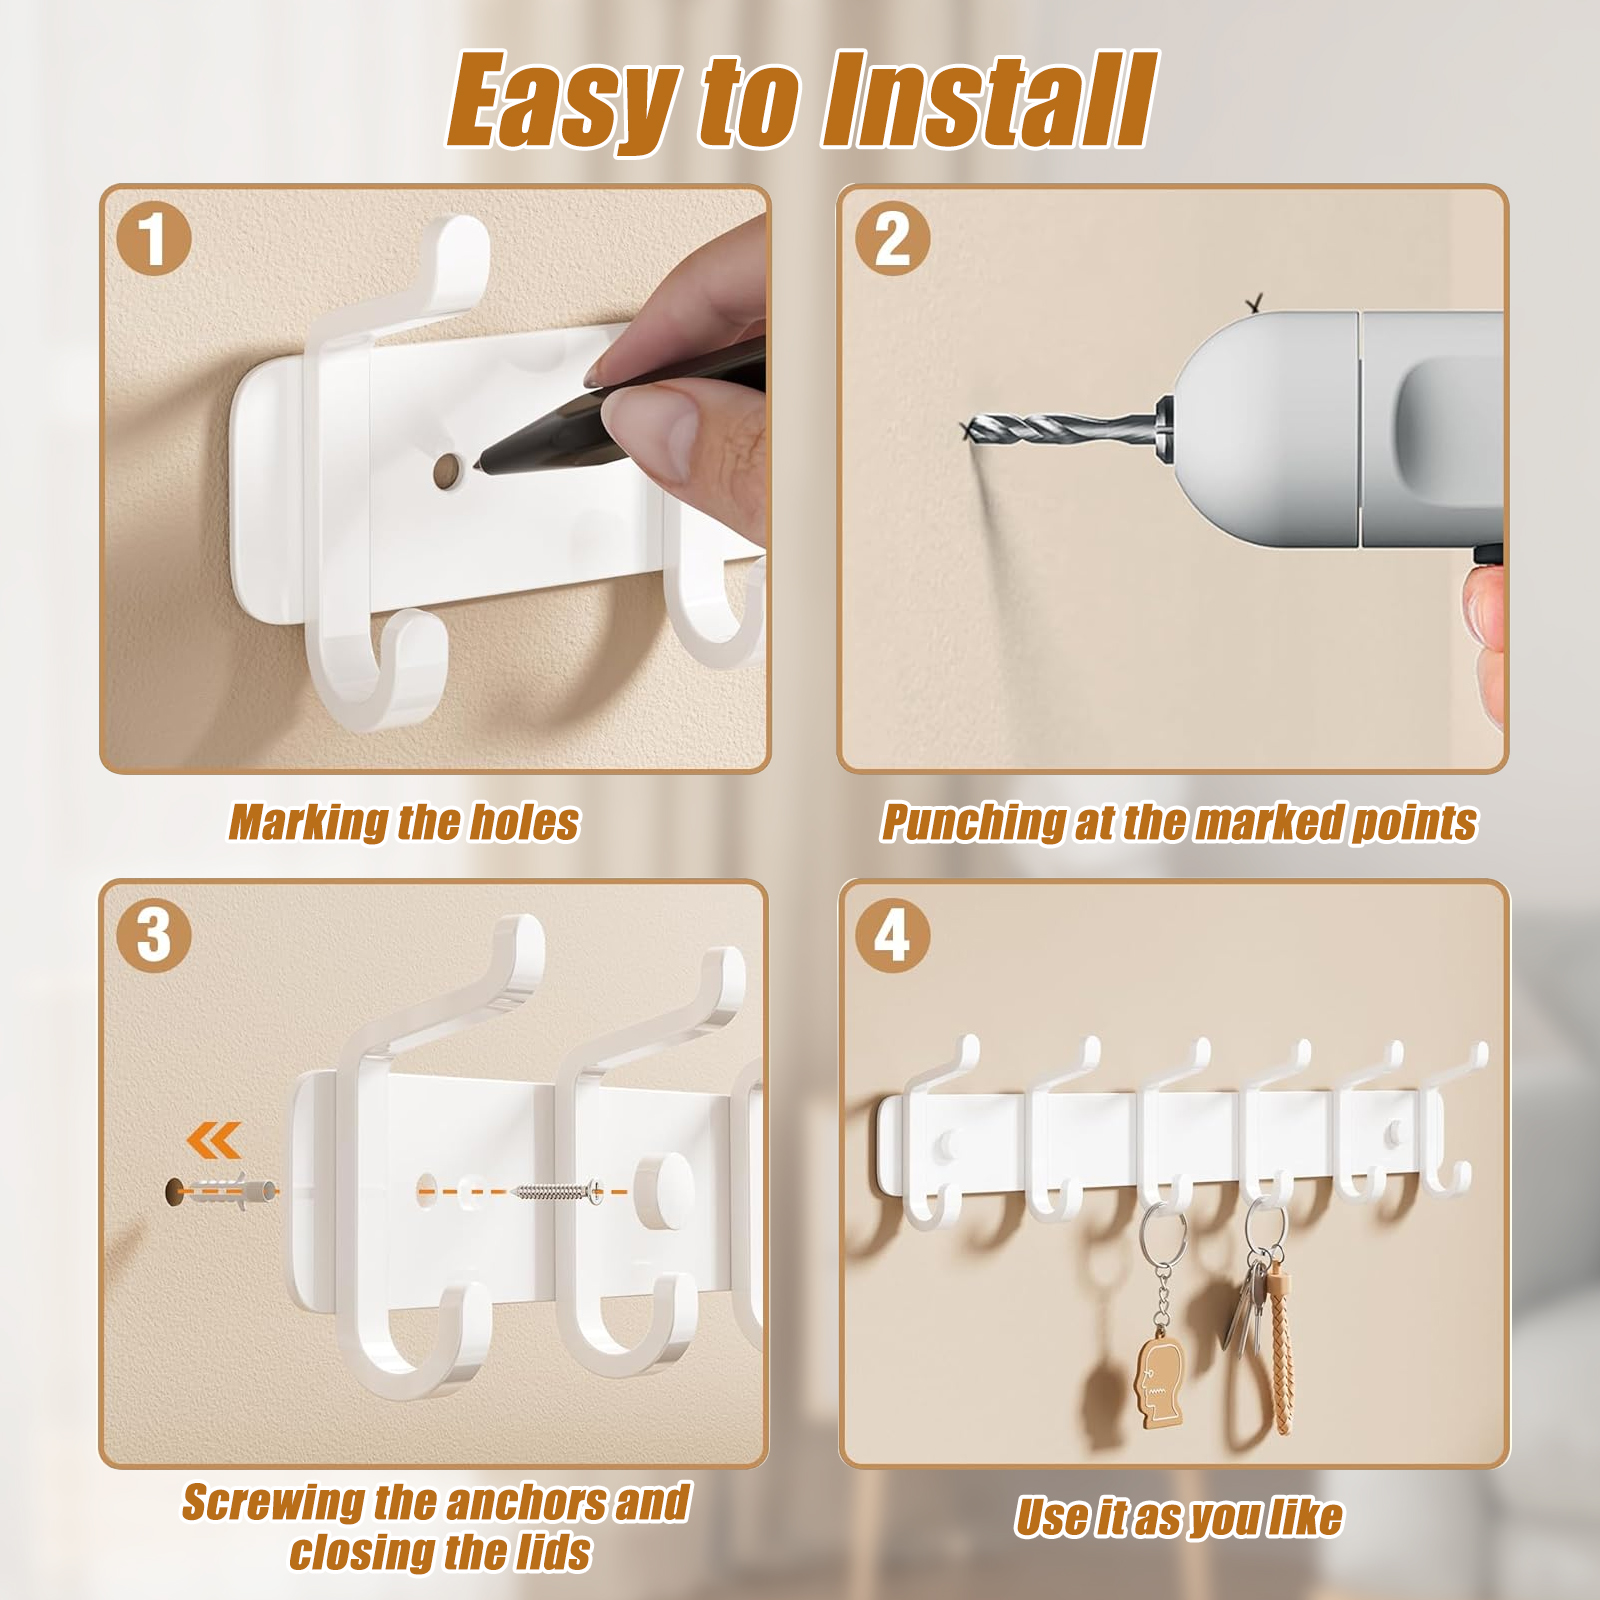 Easy to Install
1
2
Marking the holes
Punching at the marked points
3
4
Screwing the anchors and
closing the lids
Use it as you like